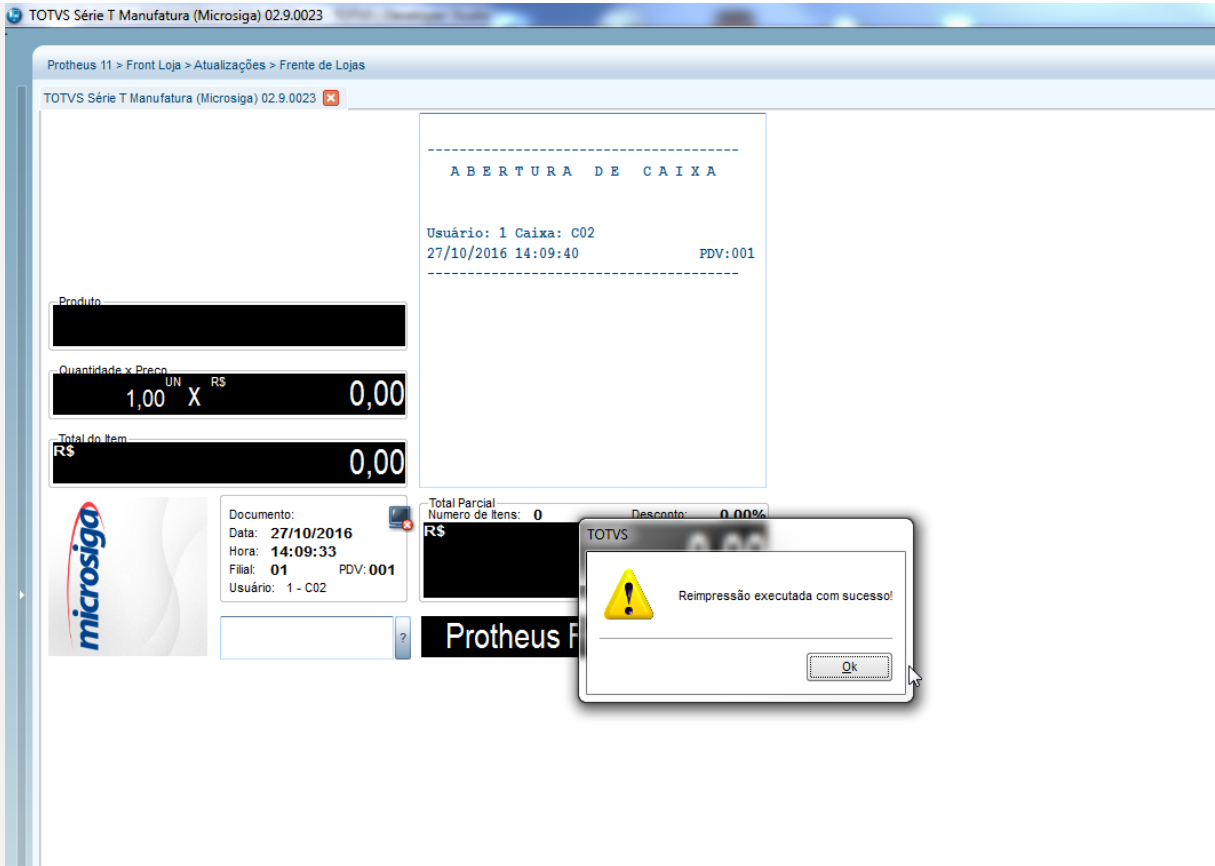 TOTVS Série T Manufatura (Microsiga) 02.9.0023
Protheus 11 > Front Loja > Atualizações > Frente de Lojas
TOTVS Série T Manufatura (Microsiga) 02.9.0023
---------------------------------------
A B E R T U R A   D E   C A I X A
Usuário: 1 Caixa: C02
27/10/2016 14:09:40 PDV:001
---------------------------------------
Produto
Quantidade x Preço
1,00 UN X R$ 0,00
Total do Item
R$ 0,00
microsiga
Documento:
Data: 27/10/2016
Hora: 14:09:33
Filial: 01 PDV: 001
Usuário: 1 - C02
?
Total Parcial
Numero de Itens: 0 Desconto: 0,00%
R$
Protheus
TOTVS
Reimpressão executada com sucesso!
Ok